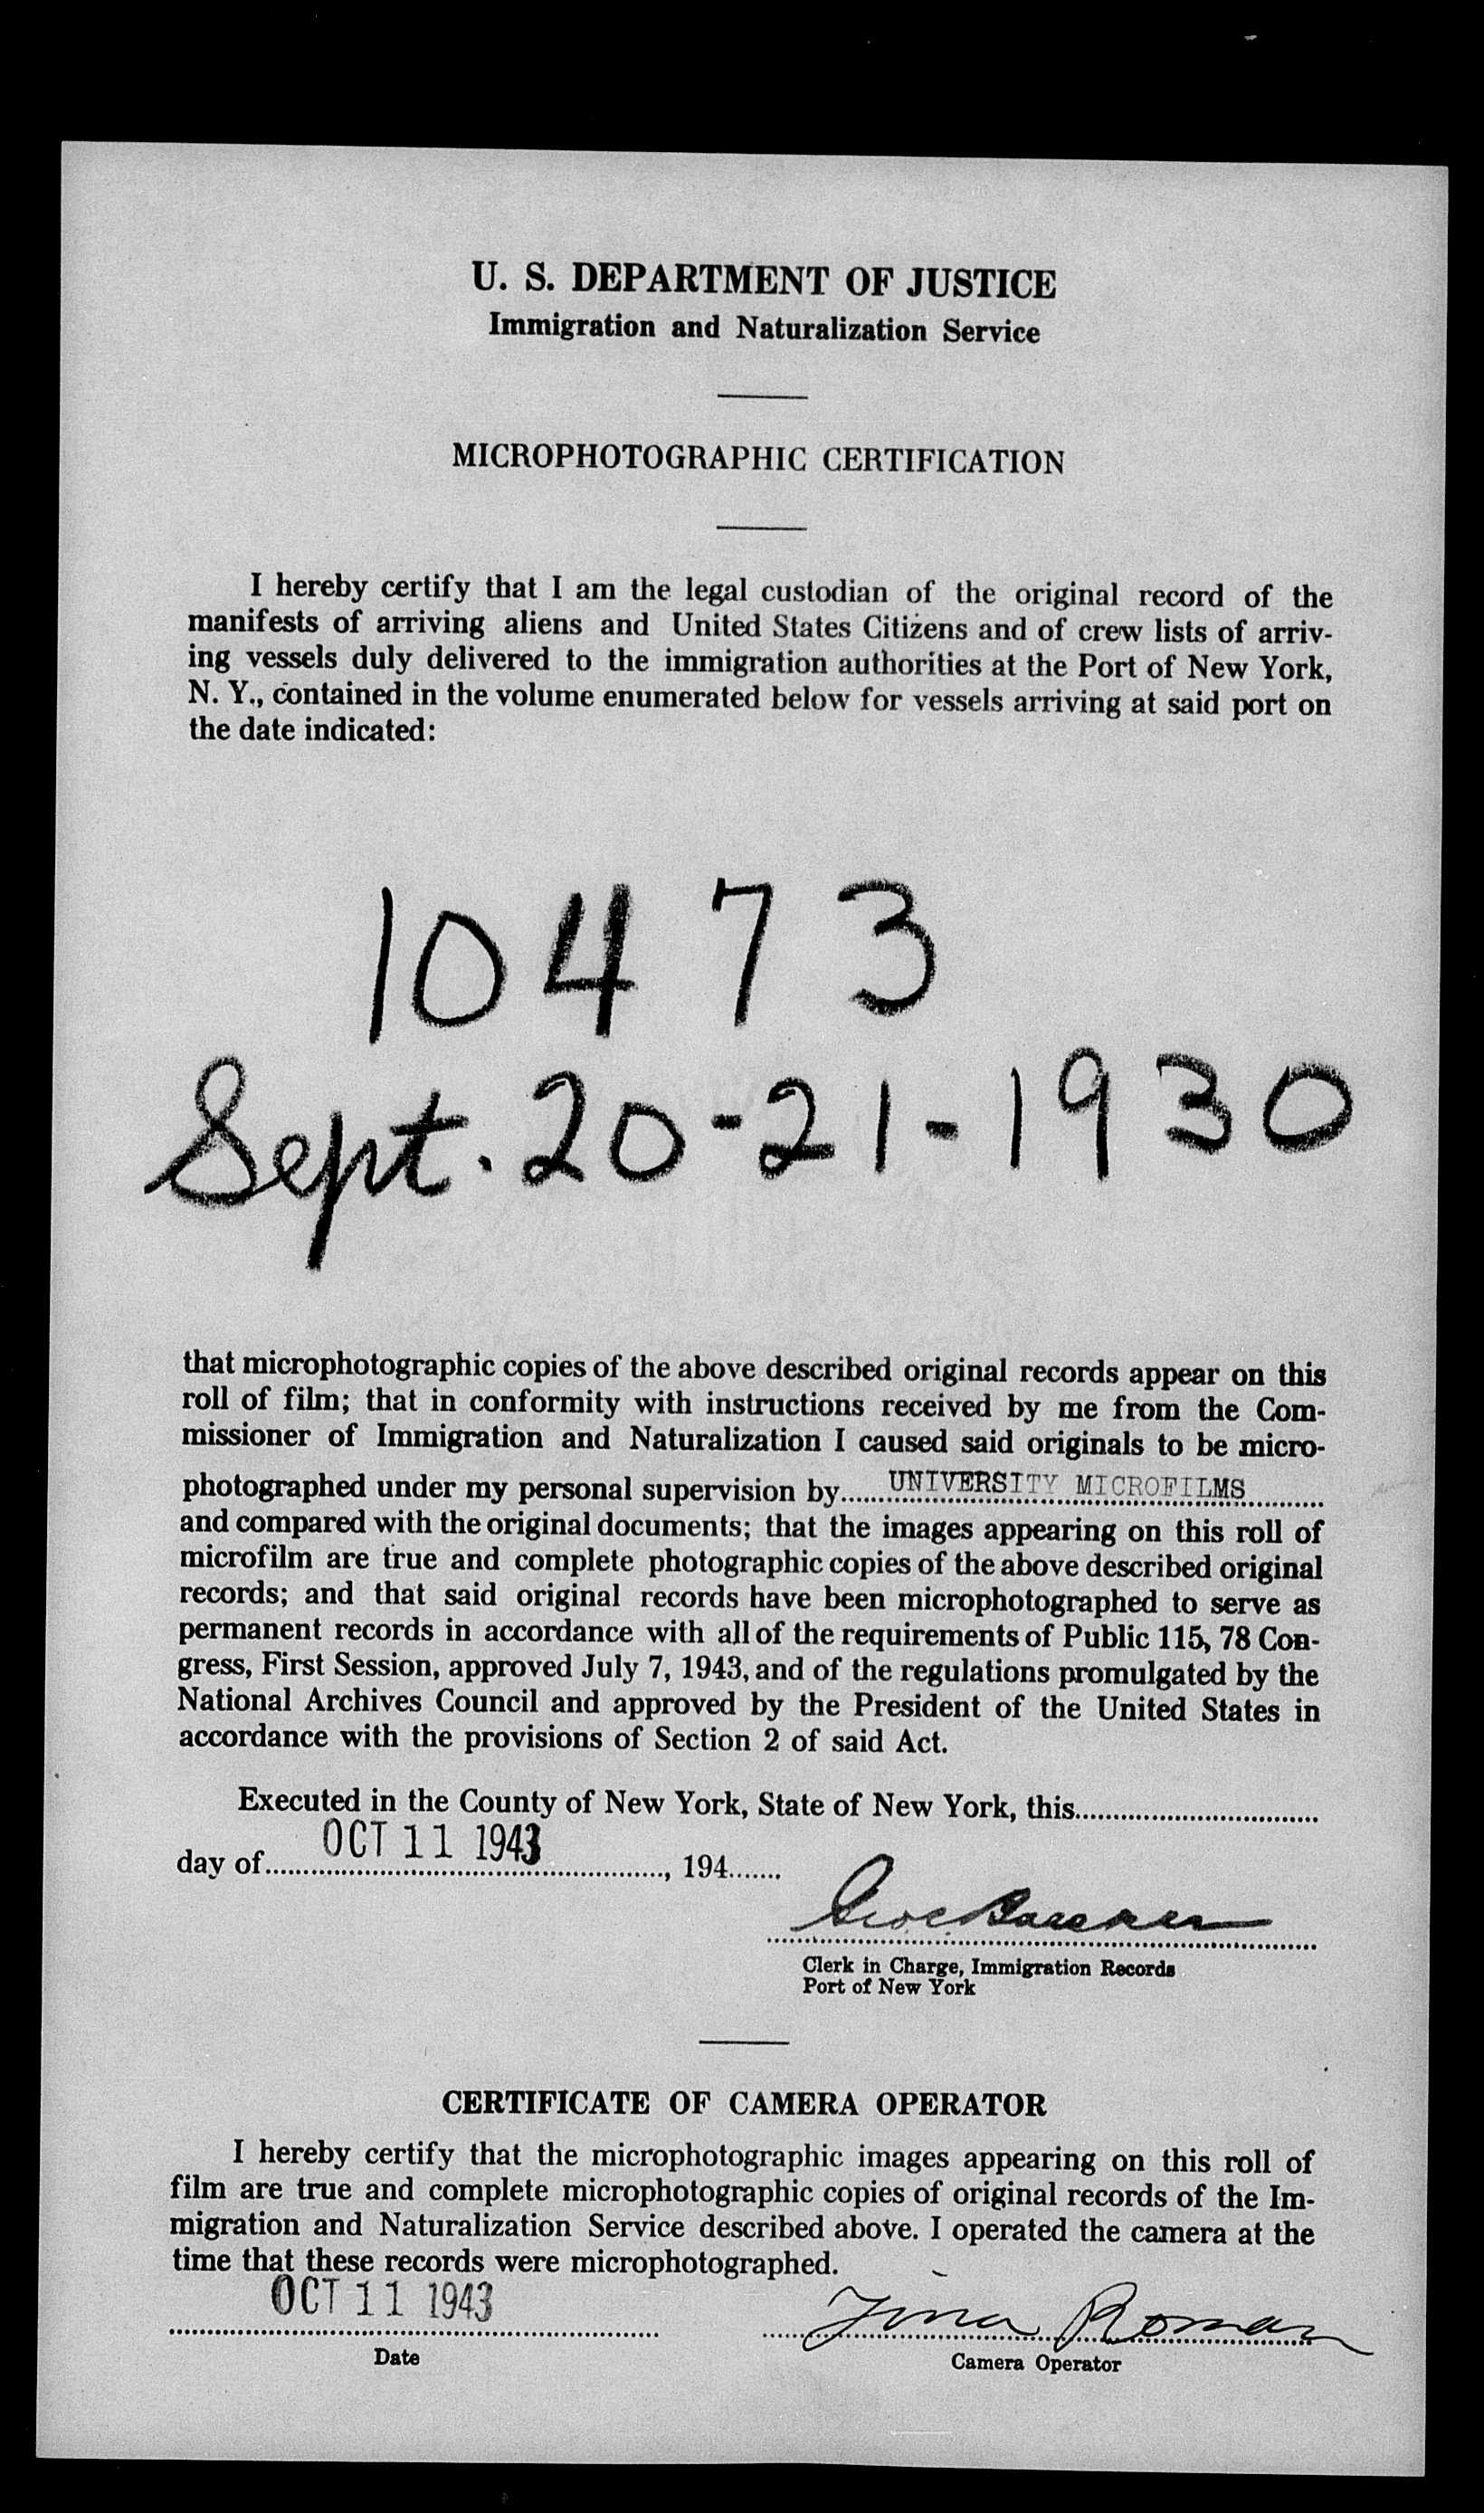 U. S. DEPARTMENT OF JUSTICE
Immigration and Naturalization Service
MICROPHOTOGRAPHIC CERTIFICATION
I hereby certify that I am the legal custodian of the original record of the
manifests of arriving aliens and United States Citizens and of crew lists of arriv-
ing vessels duly delivered to the immigration authorities at the Port of New York,
N. Y., contained in the volume enumerated below for vessels arriving at said port on
the date indicated:
10473
Sept. 20-21-1930
that microphotographic copies of the above described original records appear on this
roll of film; that in conformity with instructions received by me from the Com-
missioner of Immigration and Naturalization I caused said originals to be micro-
photographed under my personal supervision by UNIVERSITY MICROFILMS
and compared with the original documents; that the images appearing on this roll of
microfilm are true and complete photographic copies of the above described original
records; and that said original records have been microphotographed to serve as
permanent records in accordance with all of the requirements of Public 115, 78 Con-
gress, First Session, approved July 7, 1943, and of the regulations promulgated by the
National Archives Council and approved by the President of the United States in
accordance with the provisions of Section 2 of said Act.
Executed in the County of New York, State of New York, this
day of OCT 11 1943, 194
Clerk in Charge, Immigration Records
Port of New York
CERTIFICATE OF CAMERA OPERATOR
I hereby certify that the microphotographic images appearing on this roll of
film are true and complete microphotographic copies of original records of the Im-
migration and Naturalization Service described above. I operated the camera at the
time that these records were microphotographed.
OCT 11 1943 Roman
Date
Camera Operator